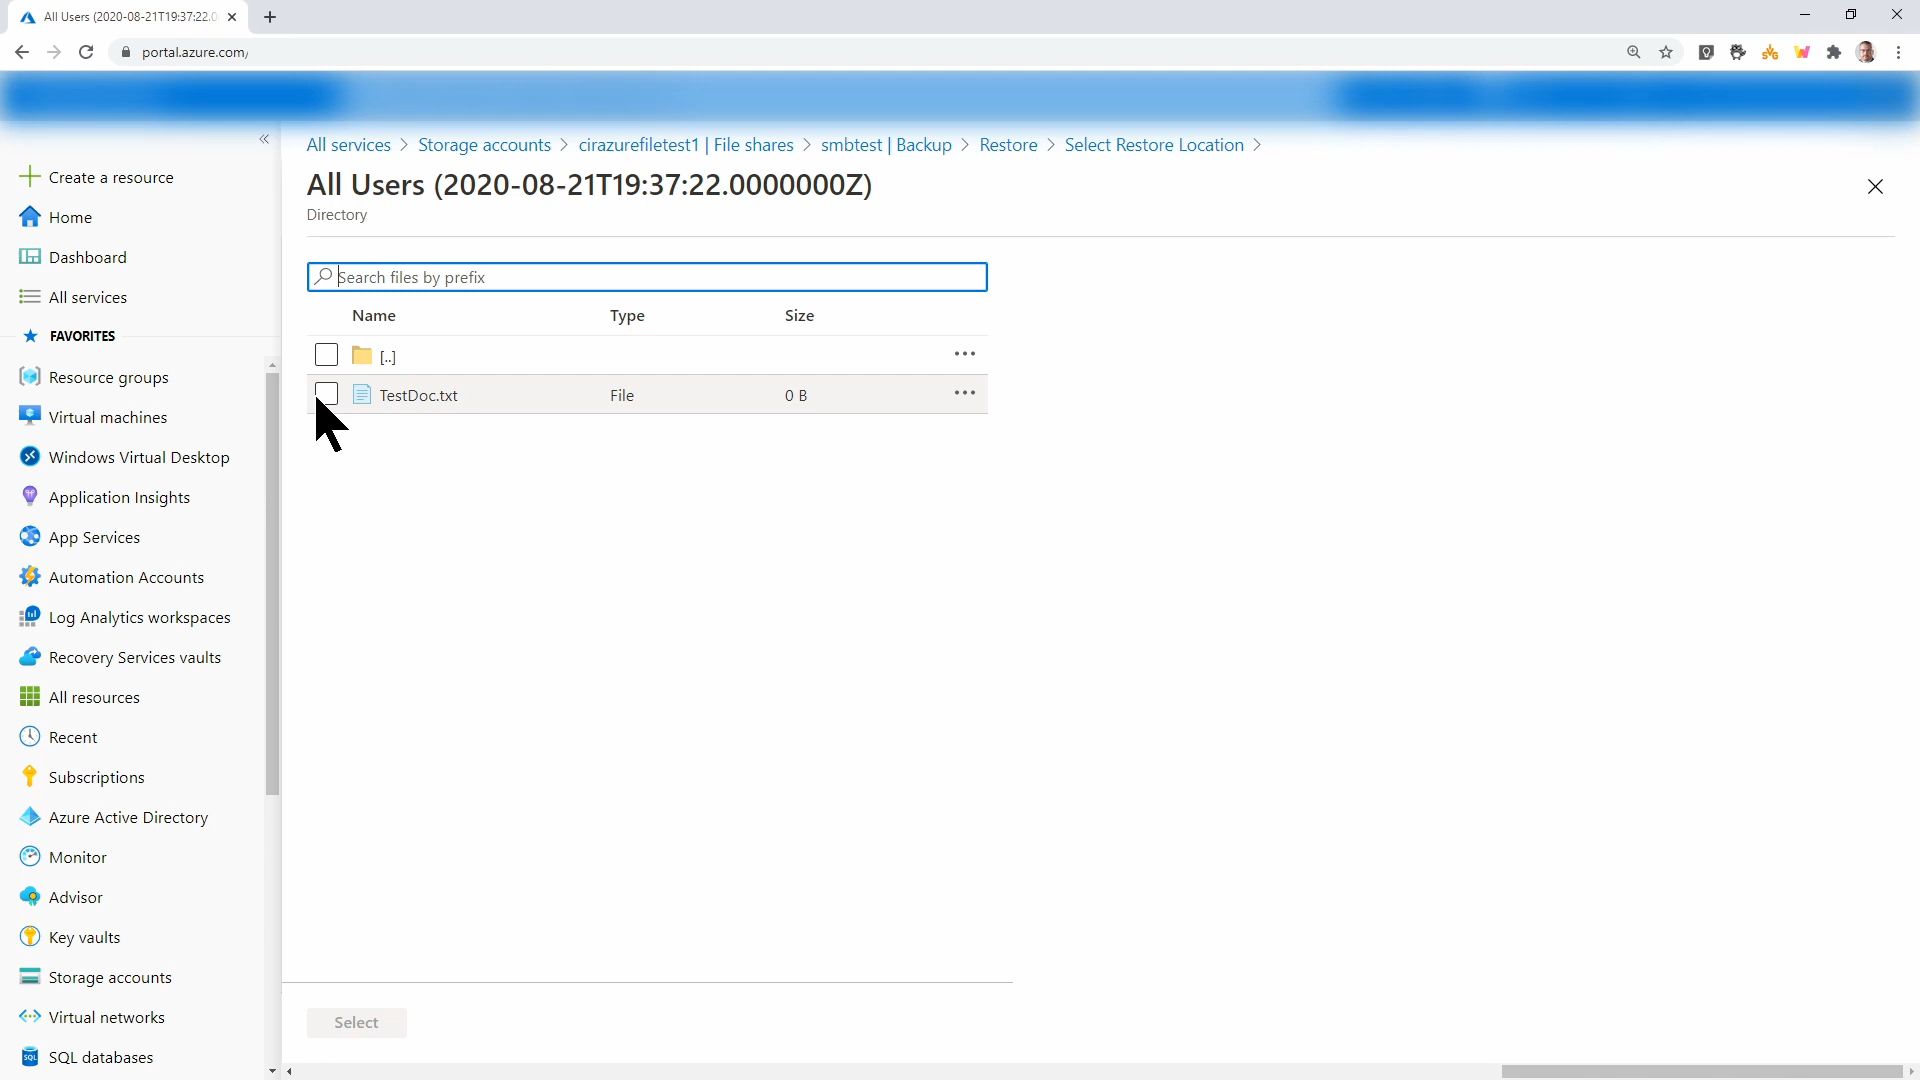 All Users (2020-08-21T19:37:22.0
portal.azure.com/
All services > Storage accounts > cirazurefiletest1 | File shares > smbtest | Backup > Restore > Select Restore Location >
All Users (2020-08-21T19:37:22.0000000Z)
Directory
Search files by prefix
Name Type Size
[..]
TestDoc.txt File 0 B
Select
Create a resource
Home
Dashboard
All services
FAVORITES
Resource groups
Virtual machines
Windows Virtual Desktop
Application Insights
App Services
Automation Accounts
Log Analytics workspaces
Recovery Services vaults
All resources
Recent
Subscriptions
Azure Active Directory
Monitor
Advisor
Key vaults
Storage accounts
Virtual networks
SQL databases